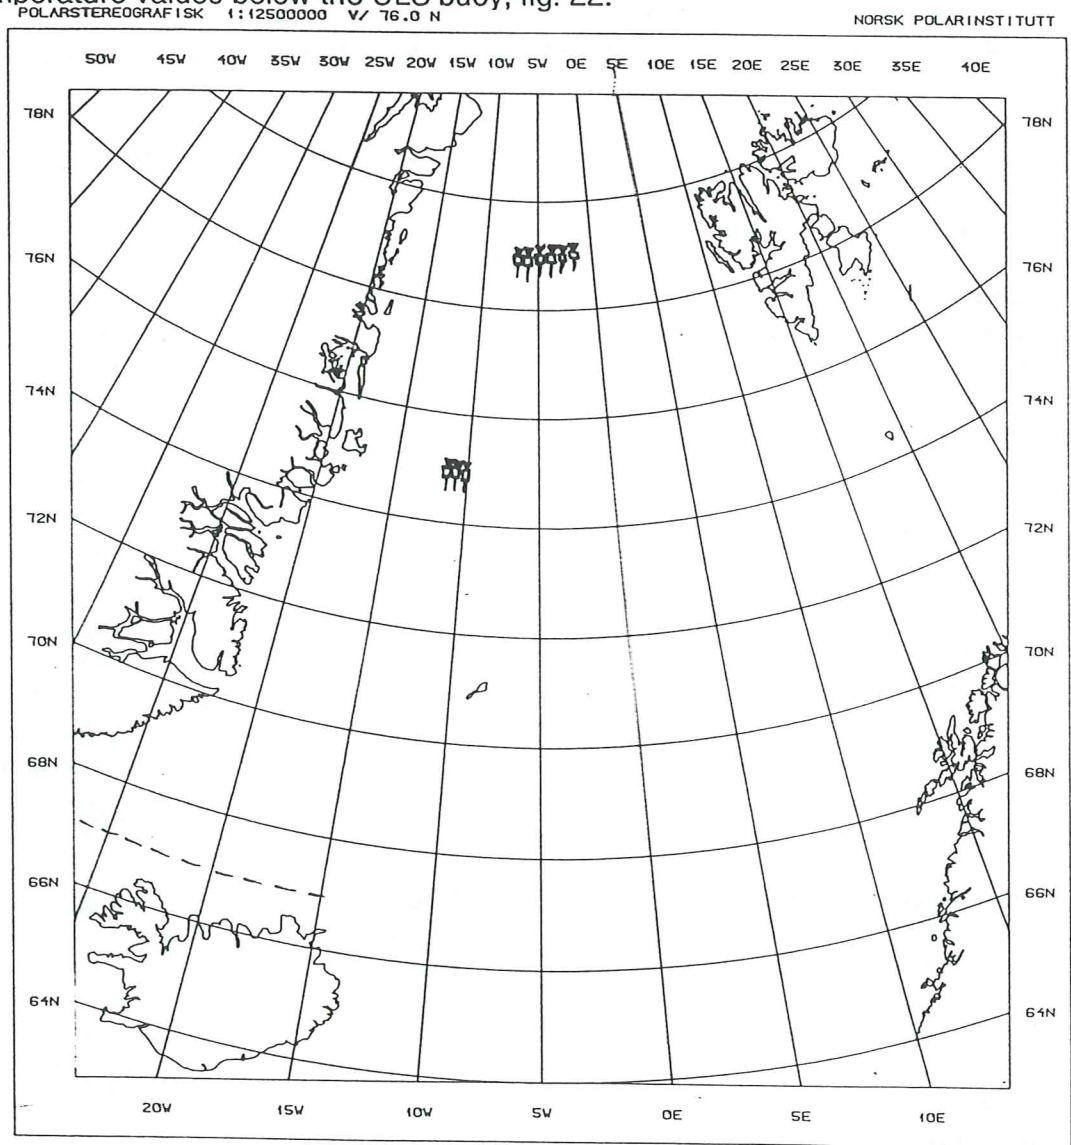 POLARSTEREOGRAFISK 1:12500000 V/ 76.0 N
NORSK POLARINSTITUTT
50W 45W 40W 35W 30W 25W 20W 15W 10W 5W 0E 5E 10E 15E 20E 25E 30E 35E 40E
78N 78N
76N 76N
74N 74N
72N 72N
70N 70N
68N 68N
66N 66N
64N 64N
20W 15W 10W 5W 0E 5E 10E